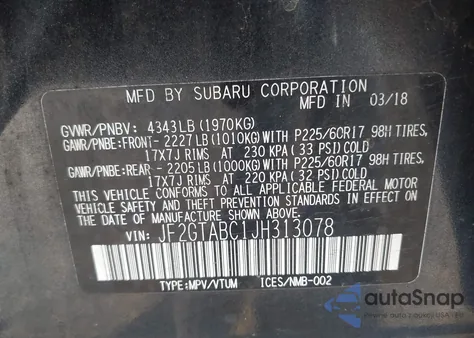 MFD BY SUBARU CORPORATION
MFD IN 03/18
GVWR/PNBV: 4343LB (1970KG)
GAWR/PNBE:FRONT- 2227LB(1010KG)WITH P225/60R17 98H TIRES,
17X7J RIMS AT 230 KPA(33 PSI)COLD
GAWR/PNBE:REAR - 2205LB(1000KG)WITH P225/60R17 98H TIRES,
17X7J RIMS AT 220 KPA(32 PSI)COLD
THIS VEHICLE CONFORMS TO ALL APPLICABLE FEDERAL MOTOR
VEHICLE SAFETY, BUMPER, AND THEFT PREVENTION STANDARDS
IN EFFECT ON THE DATE OF MANUFACTURE SHOWN ABOVE.
VIN: JF2GTABC1JH313078
TYPE:MPV/VTUM ICES/NMB-002
autoSnap